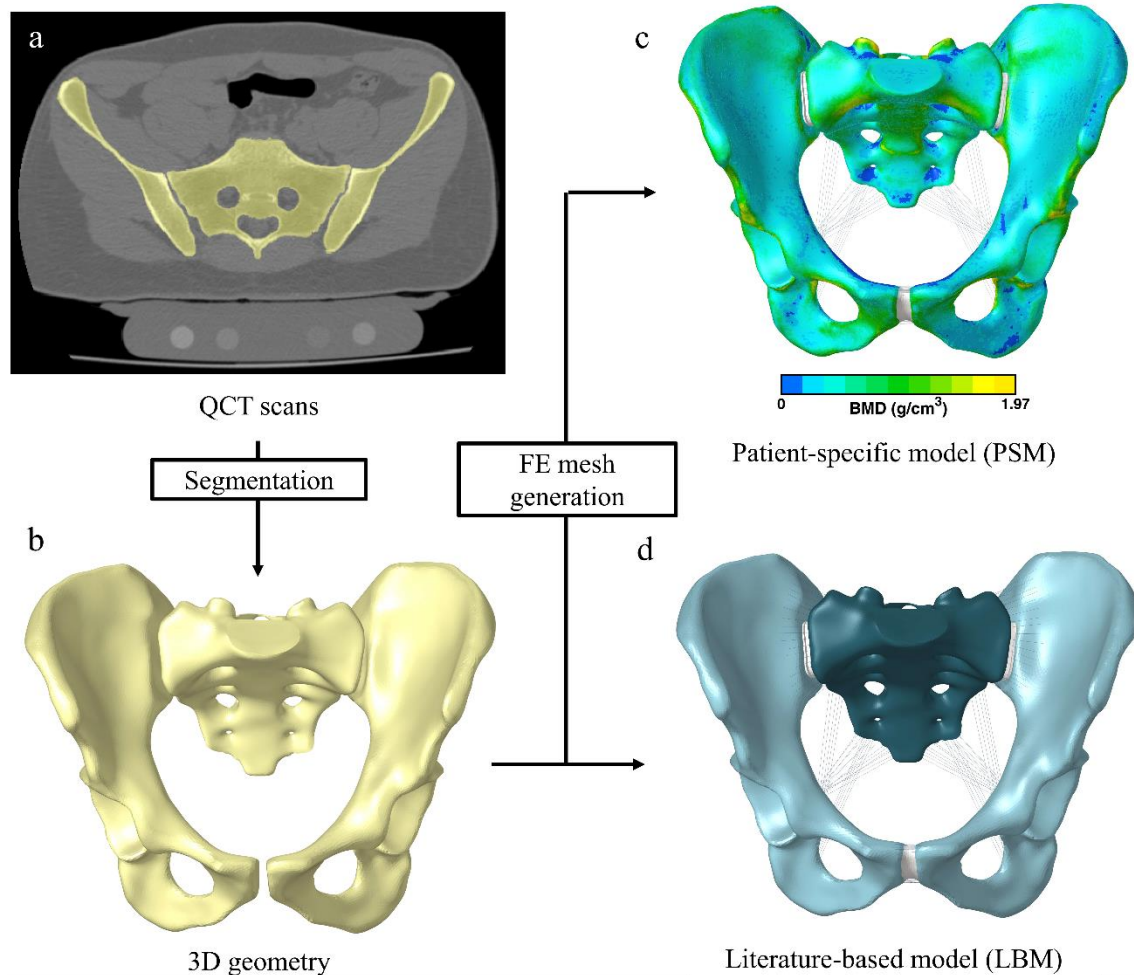 a
QCT scans
Segmentation
b
3D geometry
FE mesh
generation
c
0
BMD (g/cm³)
1.97
Patient-specific model (PSM)
d
Literature-based model (LBM)